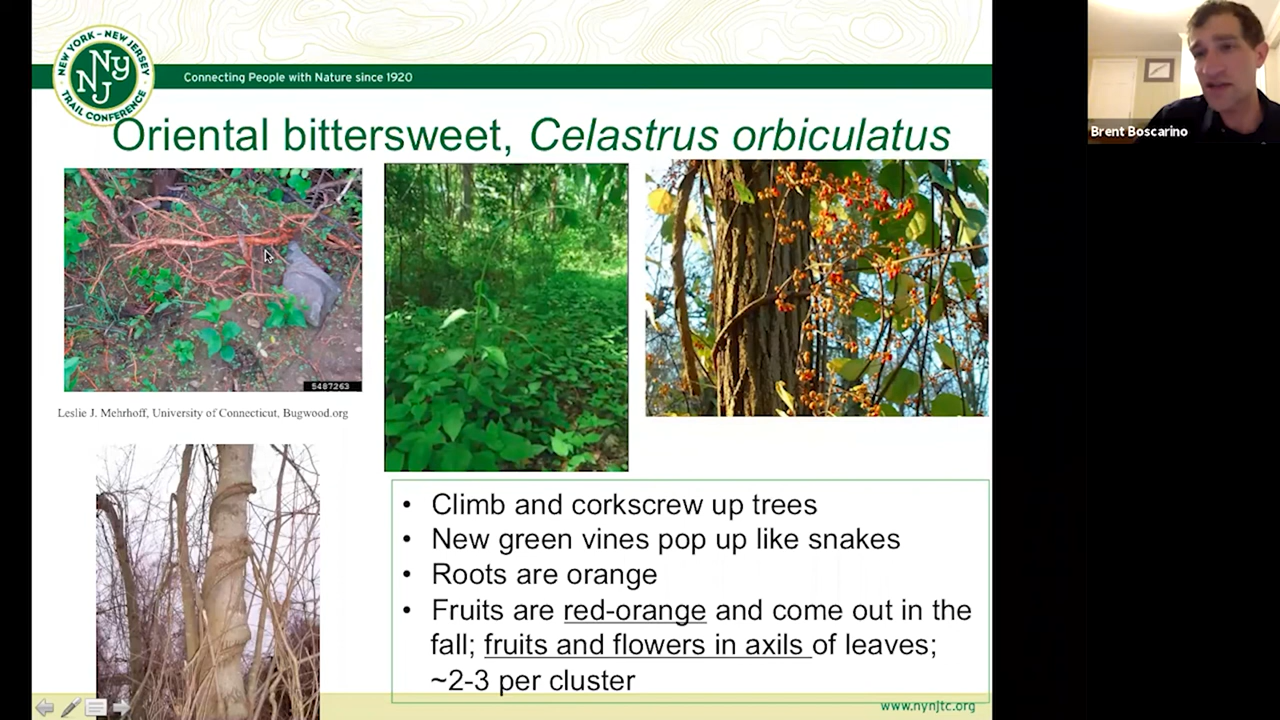 NEW YORK - NEW JERSEY
NY
NJ
TRAIL CONFERENCE
Connecting People with Nature since 1920
Brent Boscarino
Oriental bittersweet, Celastrus orbiculatus
5487263
Leslie J. Mehrhoff, University of Connecticut, Bugwood.org
• Climb and corkscrew up trees
• New green vines pop up like snakes
• Roots are orange
• Fruits are red-orange and come out in the
fall; fruits and flowers in axils of leaves;
~2-3 per cluster
www.nynjtc.org